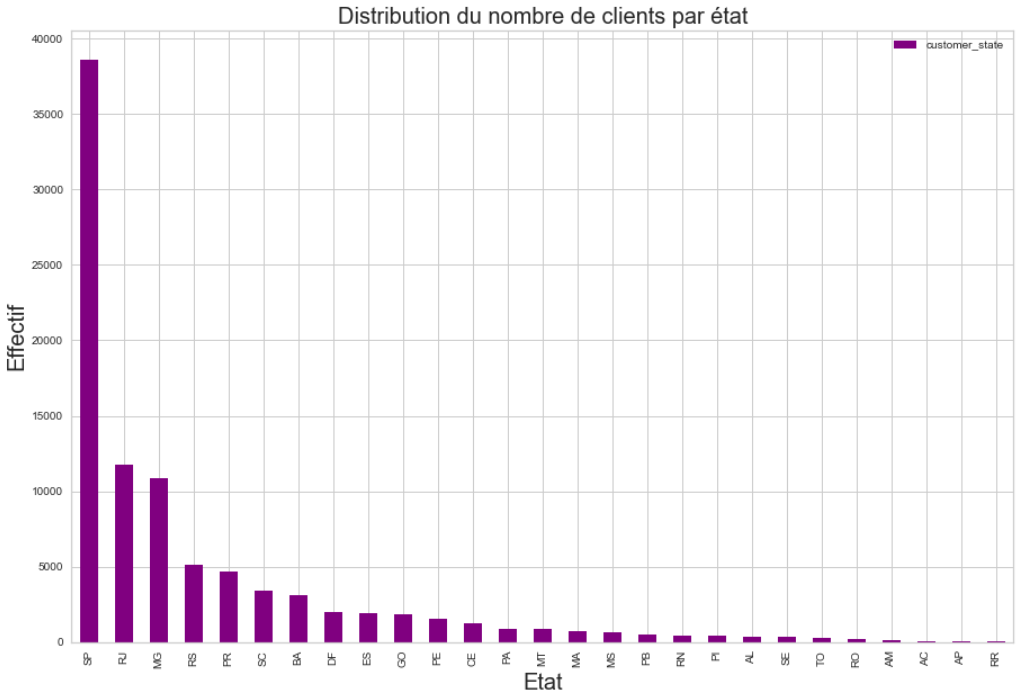 Distribution du nombre de clients par état
customer_state
40000
35000
30000
25000
20000
15000
10000
5000
0
Effectif
SP RJ MG RS PR SC BA DF ES GO PE CE PA MT MA MS PB RN PI AL SE TO RO AM AC AP RR
Etat